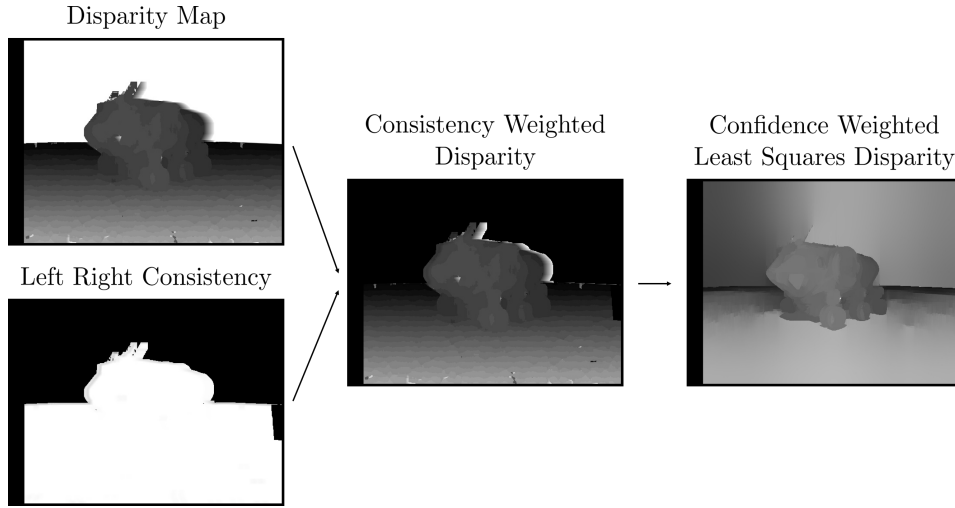 Disparity Map
Left Right Consistency
Consistency Weighted
Disparity
Confidence Weighted
Least Squares Disparity